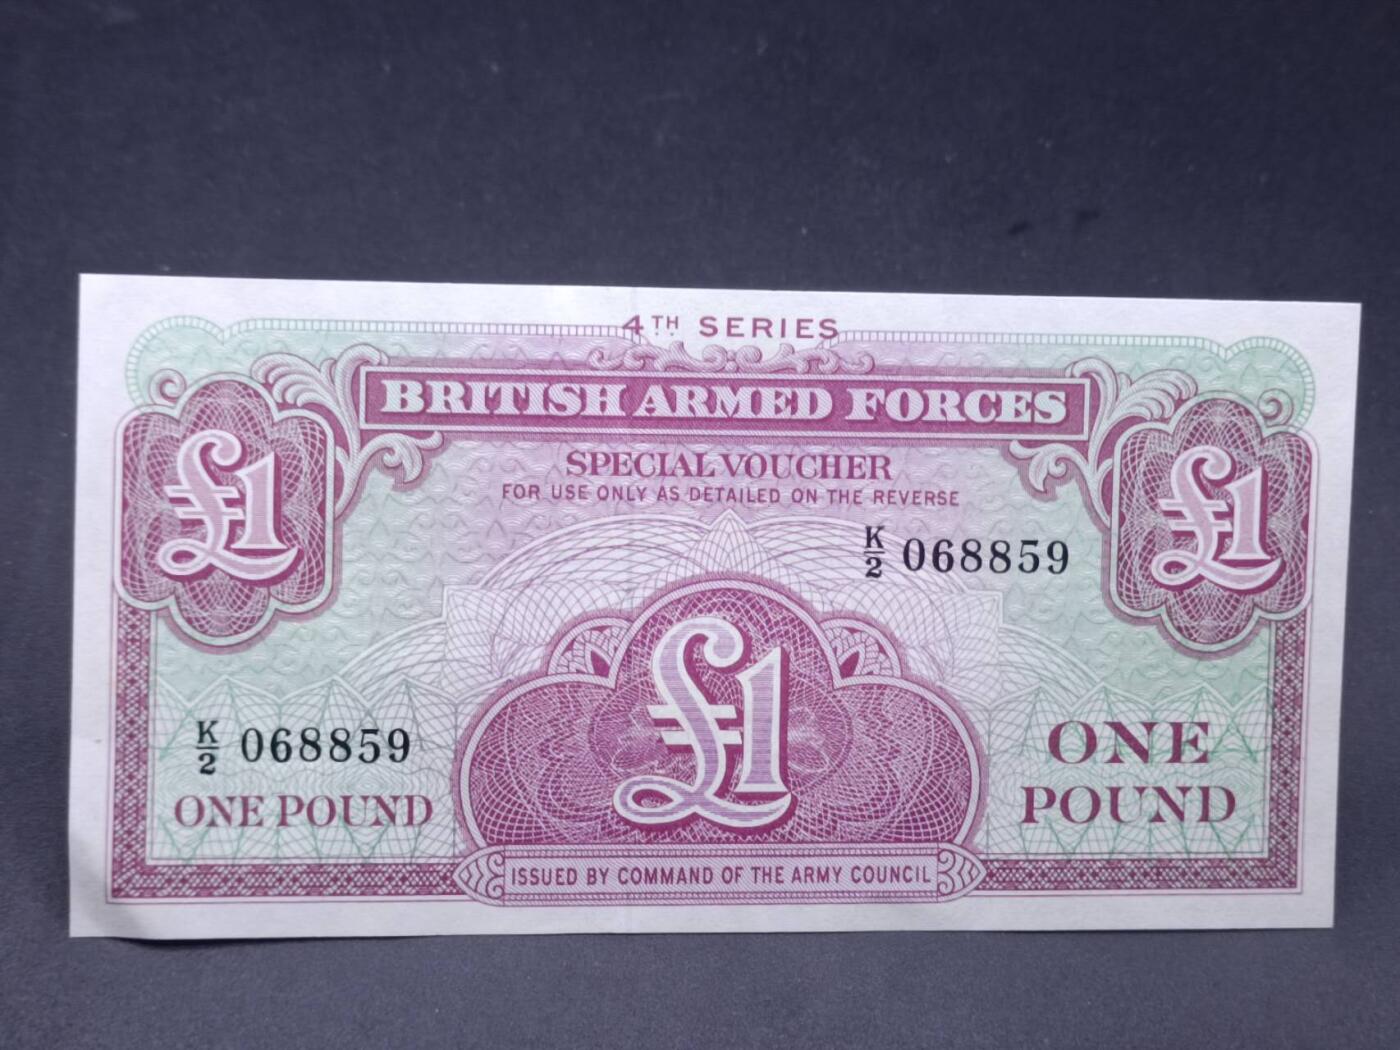 4TH SERIES
BRITISH ARMED FORCES
£1
£1
SPECIAL VOUCHER
FOR USE ONLY AS DETAILED ON THE REVERSE
K/2 068859
£1
K/2 068859
ONE POUND
ONE
POUND
ISSUED BY COMMAND OF THE ARMY COUNCIL